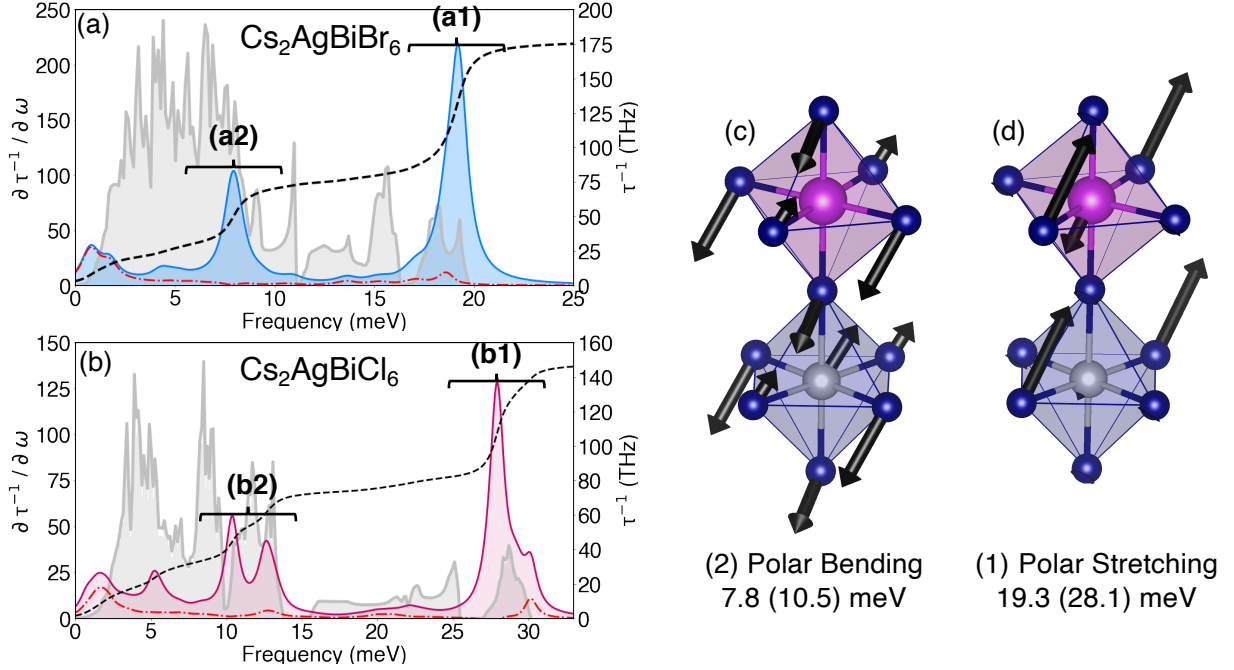 (a)
Cs₂AgBiBr₆
(a1)
(a2)
250
200
150
100
50
0
∂ τ⁻¹ / ∂ ω
200
175
150
125
100
75
50
25
0
τ⁻¹ (THz)
0 5 10 15 20 25
Frequency (meV)
(b)
Cs₂AgBiCl₆
(b1)
(b2)
150
125
100
75
50
25
0
∂ τ⁻¹ / ∂ ω
160
140
120
100
80
60
40
20
0
τ⁻¹ (THz)
0 5 10 15 20 25 30
Frequency (meV)
(c)
(2) Polar Bending
7.8 (10.5) meV
(d)
(1) Polar Stretching
19.3 (28.1) meV